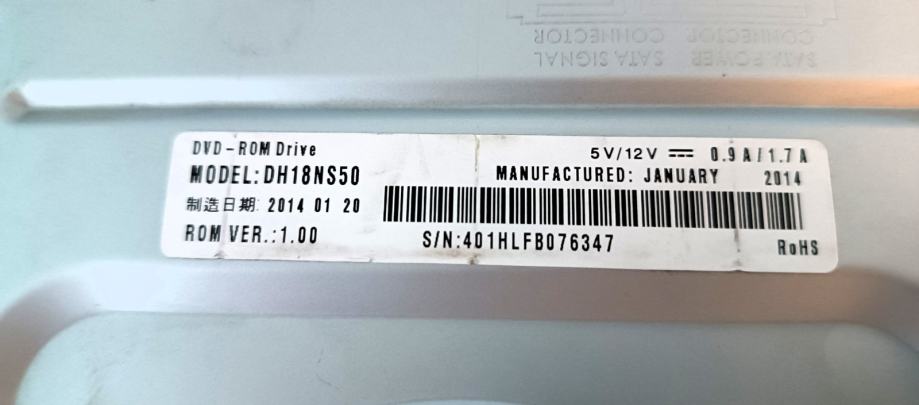 SATA POWER CONNECTOR
SATA SIGNAL CONNECTOR
DVD-ROM Drive
5V/12V ⎓ 0.9A/1.7A
MODEL:DH18NS50
MANUFACTURED: JANUARY 2014
制造日期: 2014 01 20
ROM VER.:1.00
S/N:401HLFB076347
RoHS